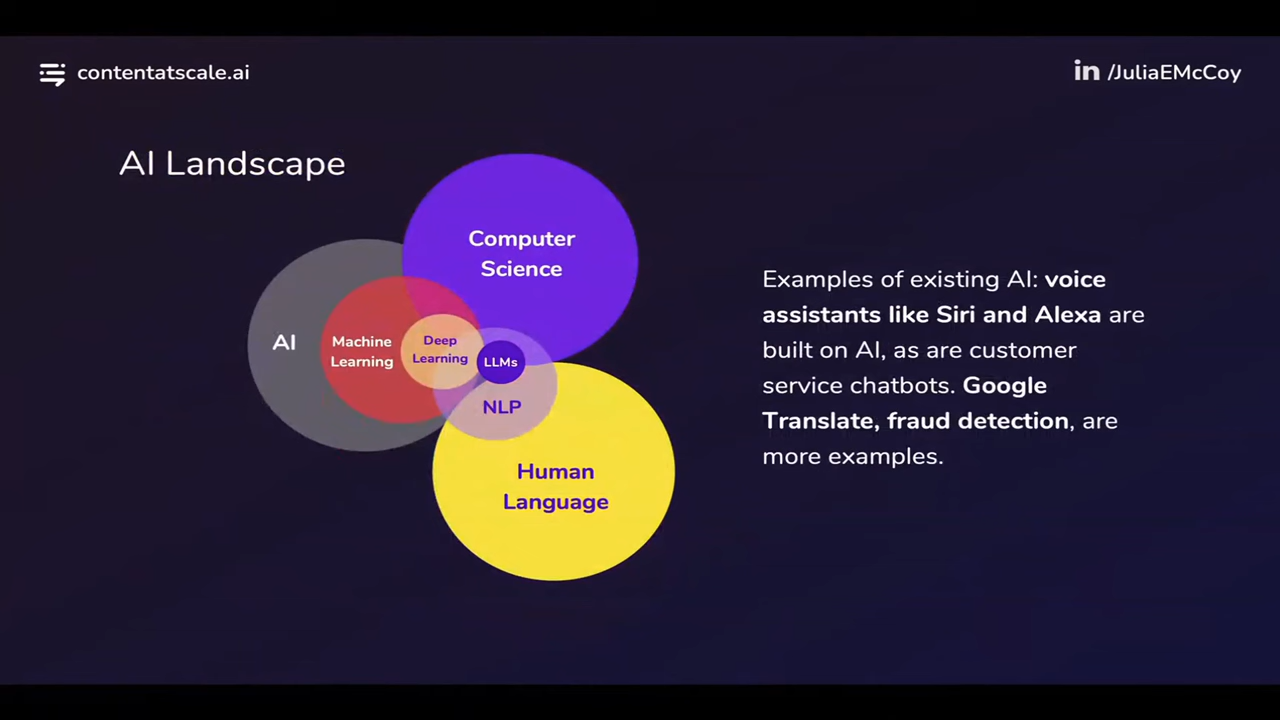 contentatscale.ai
/JuliaEMcCoy
AI Landscape
Computer
Science
AI
Machine
Learning
Deep
Learning
LLMs
NLP
Human
Language
Examples of existing AI: voice
assistants like Siri and Alexa are
built on AI, as are customer
service chatbots. Google
Translate, fraud detection, are
more examples.